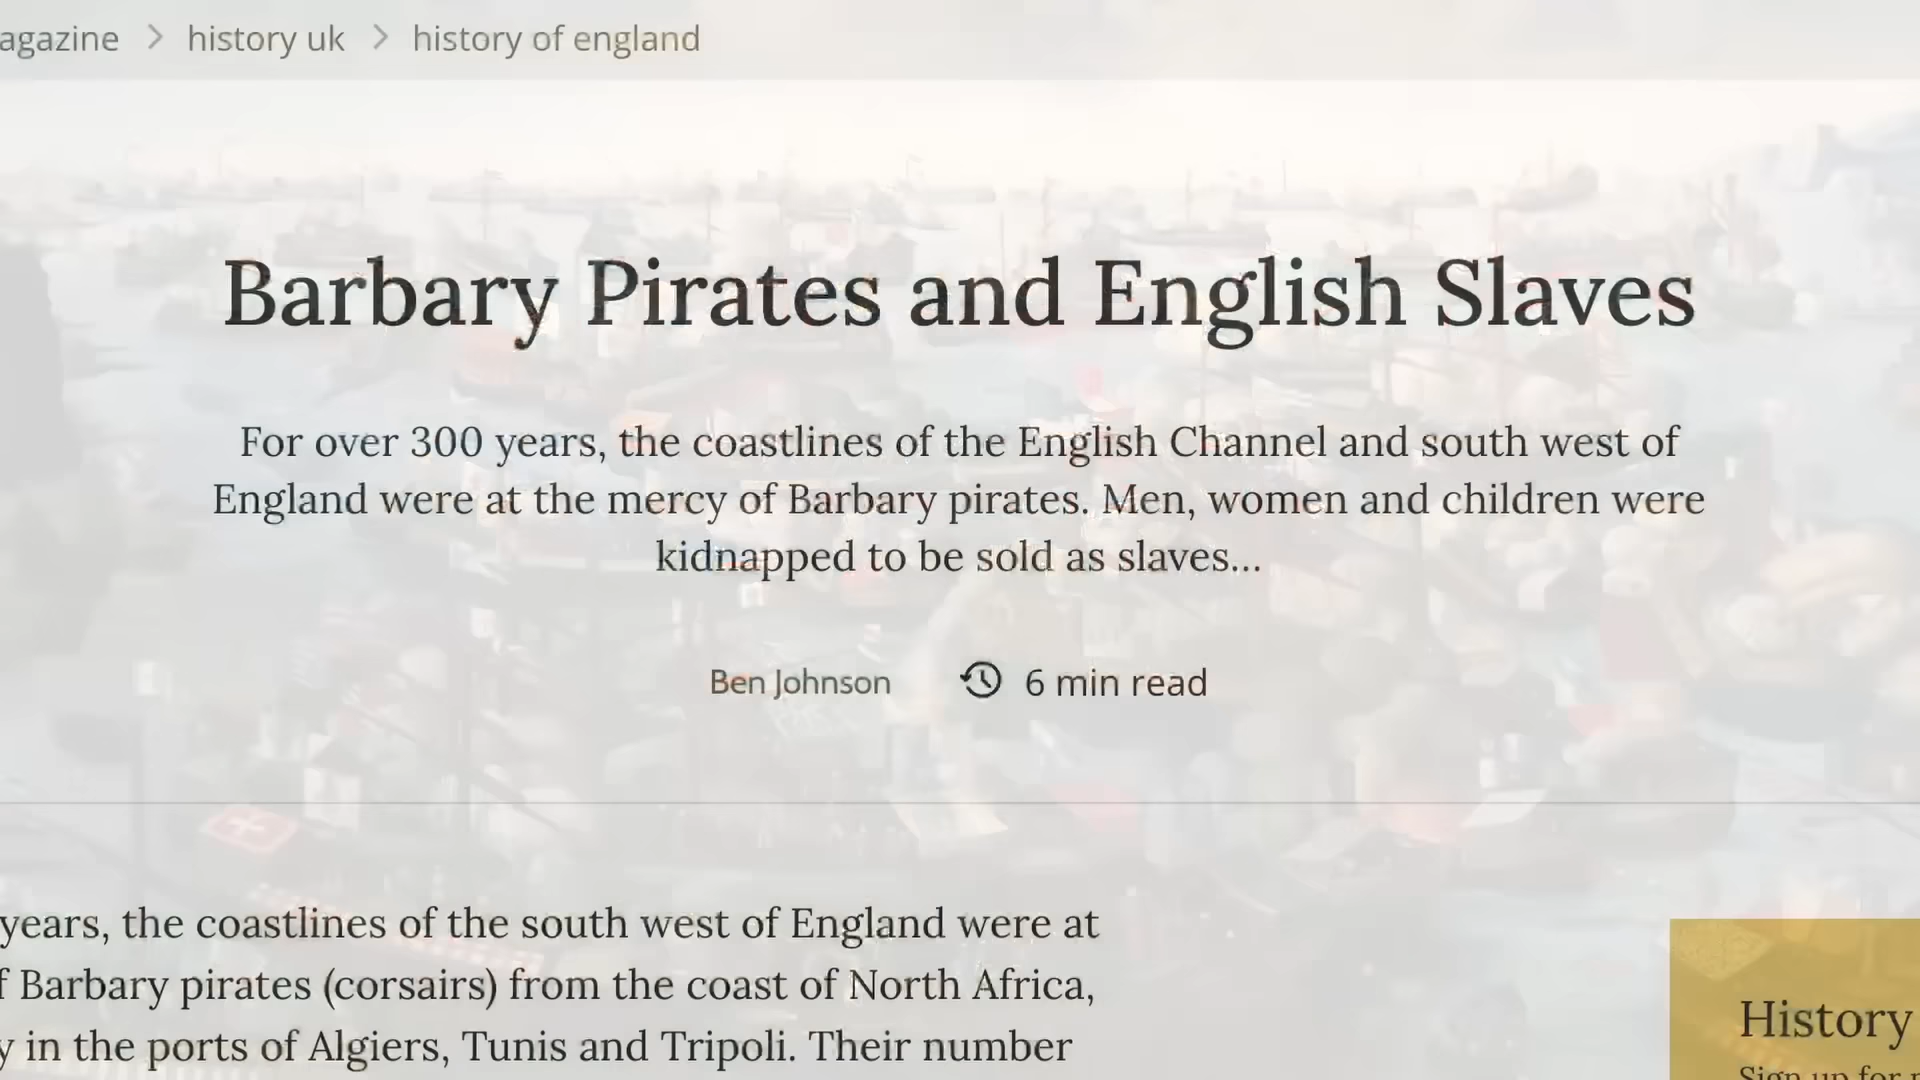 agazine > history uk > history of england
Barbary Pirates and English Slaves
For over 300 years, the coastlines of the English Channel and south west of
England were at the mercy of Barbary pirates. Men, women and children were
kidnapped to be sold as slaves...
Ben Johnson 6 min read
years, the coastlines of the south west of England were at
f Barbary pirates (corsairs) from the coast of North Africa,
y in the ports of Algiers, Tunis and Tripoli. Their number
History
Sign up for